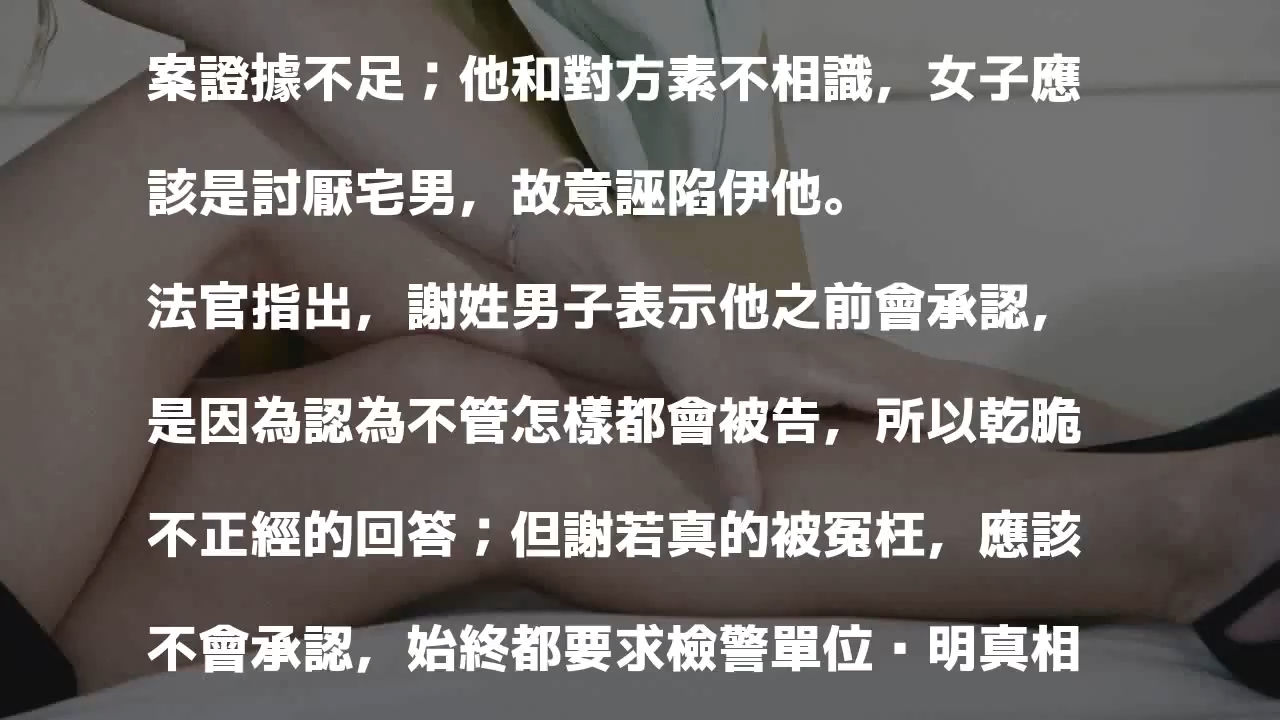 案證據不足；他和對方素不相識，女子應
該是討厭宅男，故意誣陷伊他。
法官指出，謝姓男子表示他之前會承認，
是因為認為不管怎樣都會被告，所以乾脆
不正經的回答；但謝若真的被冤枉，應該
不會承認，始終都要求檢警單位▪明真相